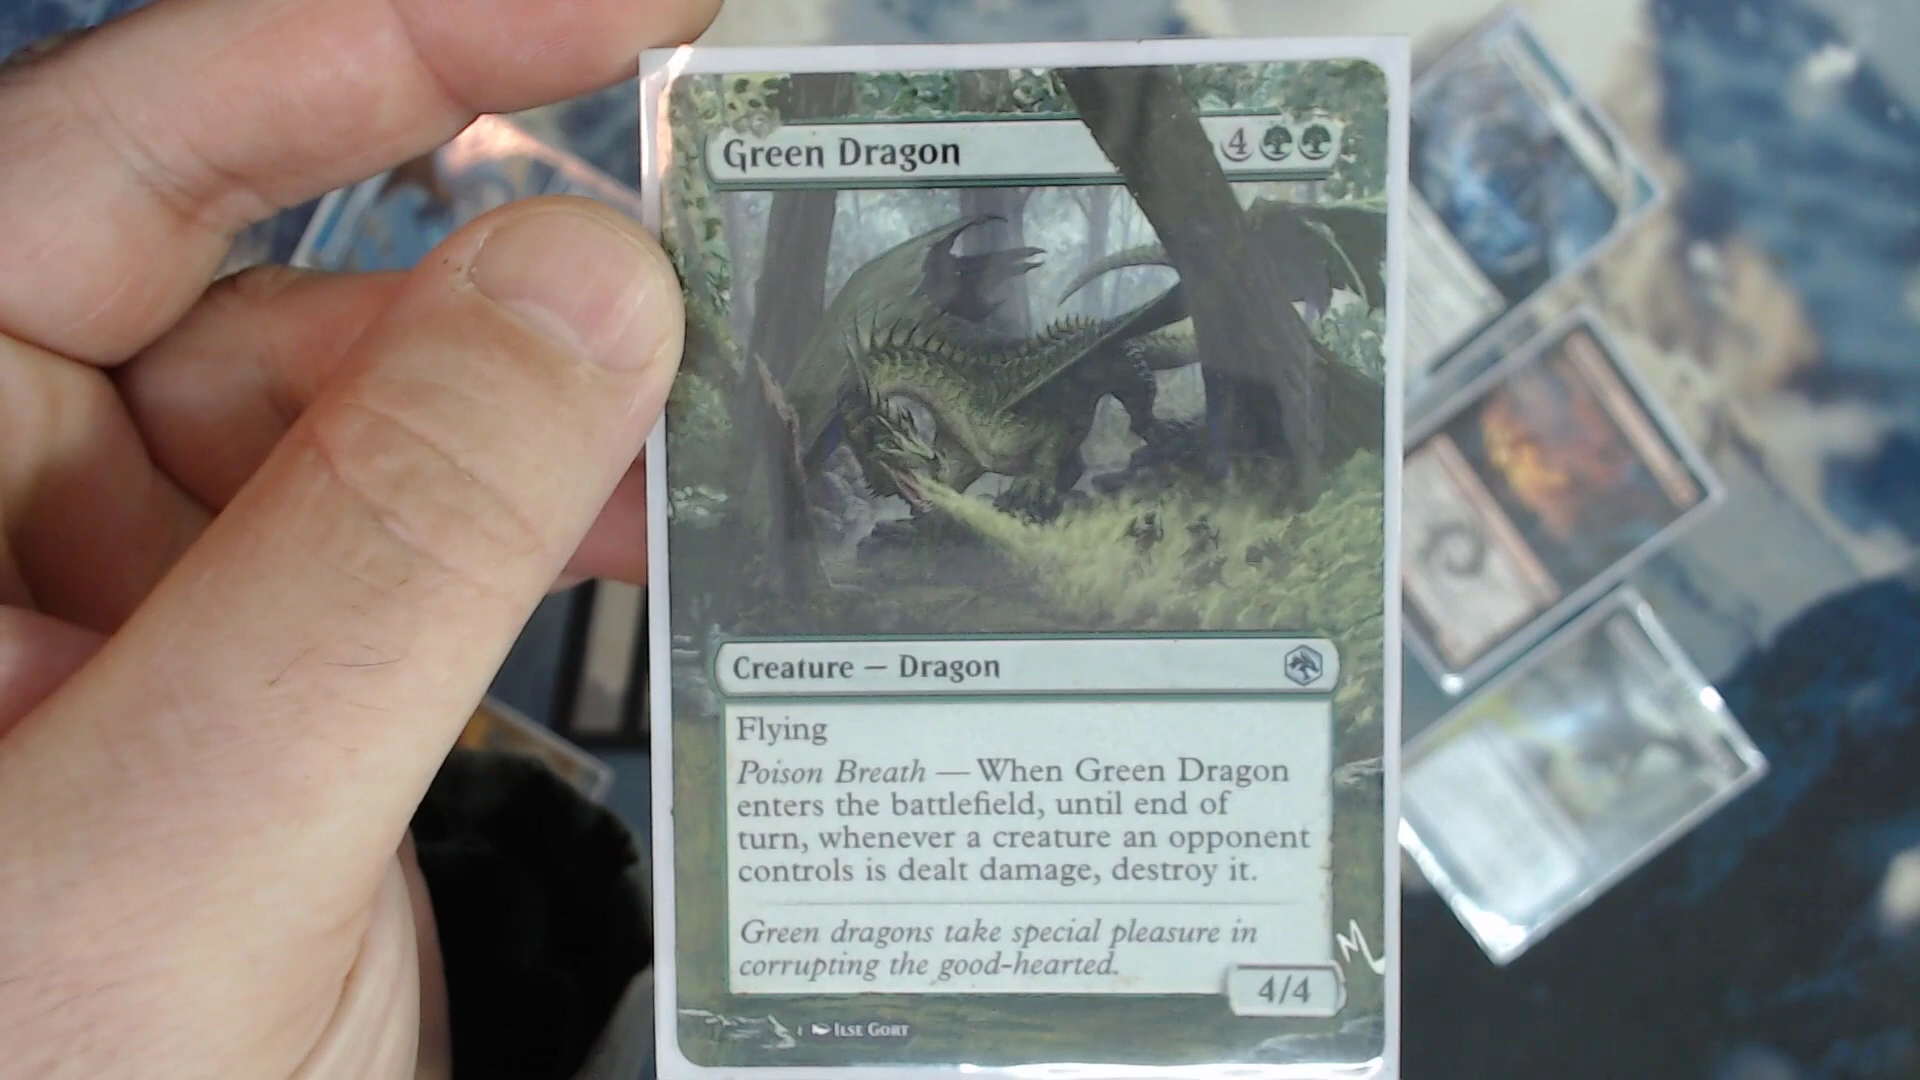 Green Dragon 4
Creature — Dragon
Flying
Poison Breath — When Green Dragon
enters the battlefield, until end of
turn, whenever a creature an opponent
controls is dealt damage, destroy it.
Green dragons take special pleasure in
corrupting the good-hearted.
4/4
ILSE GORT